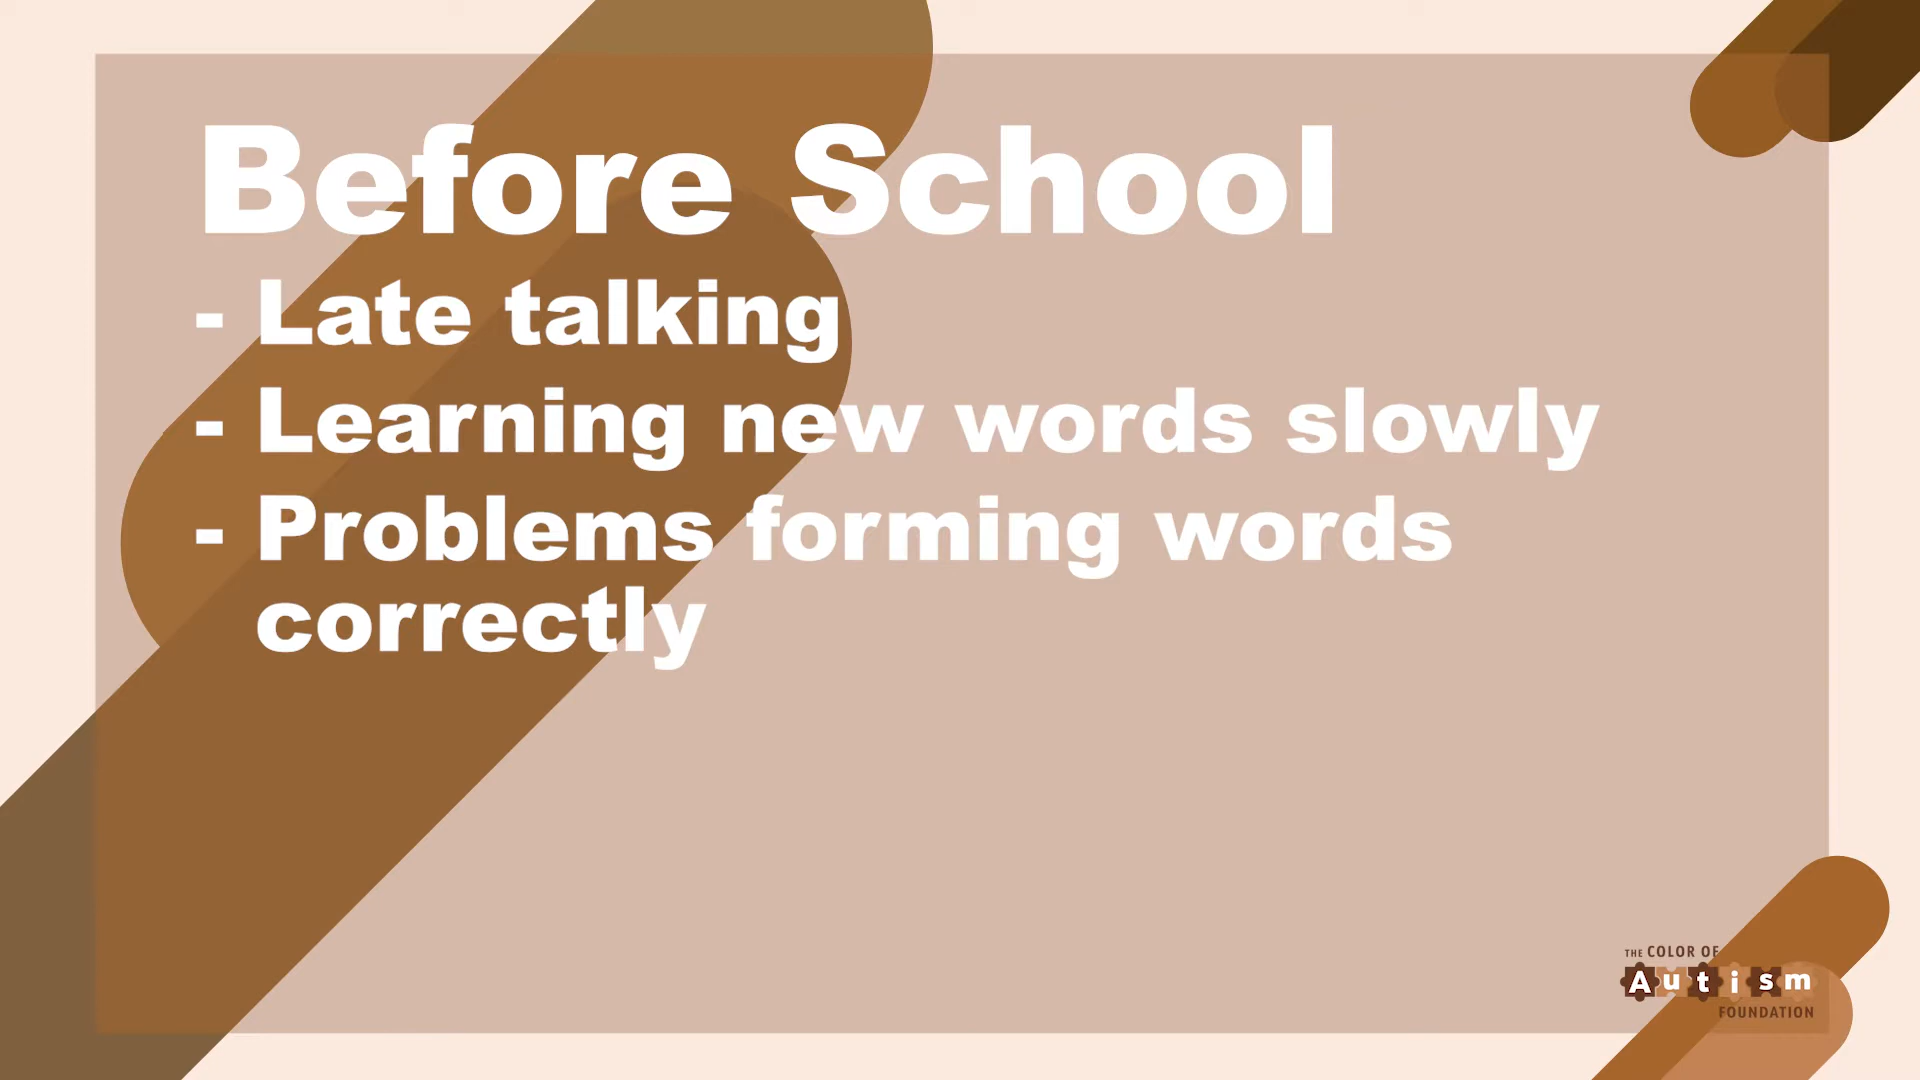 Before School
- Late talking
- Learning new words slowly
- Problems forming words
correctly
THE COLOR OF
Autism
FOUNDATION